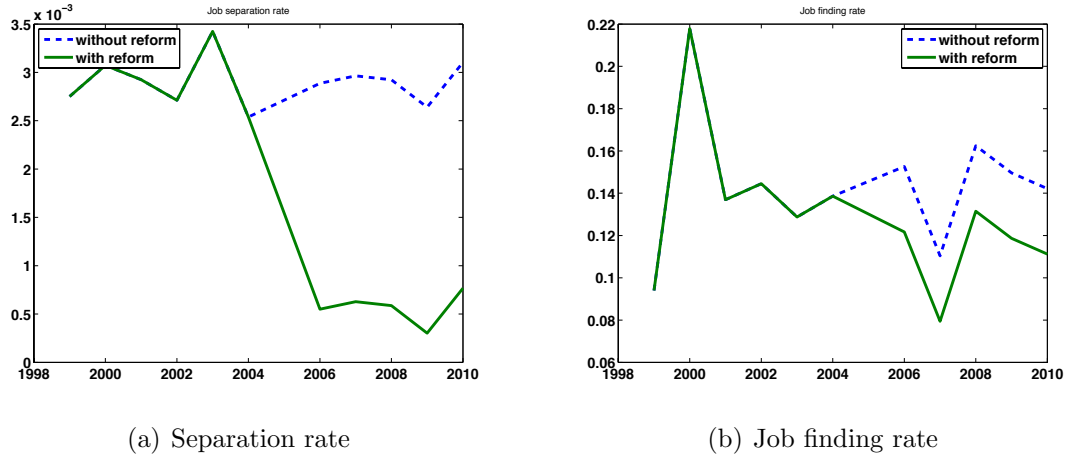 Job separation rate
x 10⁻³
3.5
3
2.5
2
1.5
1
0.5
0
1998 2000 2002 2004 2006 2008 2010
without reform
with reform
(a) Separation rate
Job finding rate
0.22
0.2
0.18
0.16
0.14
0.12
0.1
0.08
0.06
1998 2000 2002 2004 2006 2008 2010
without reform
with reform
(b) Job finding rate